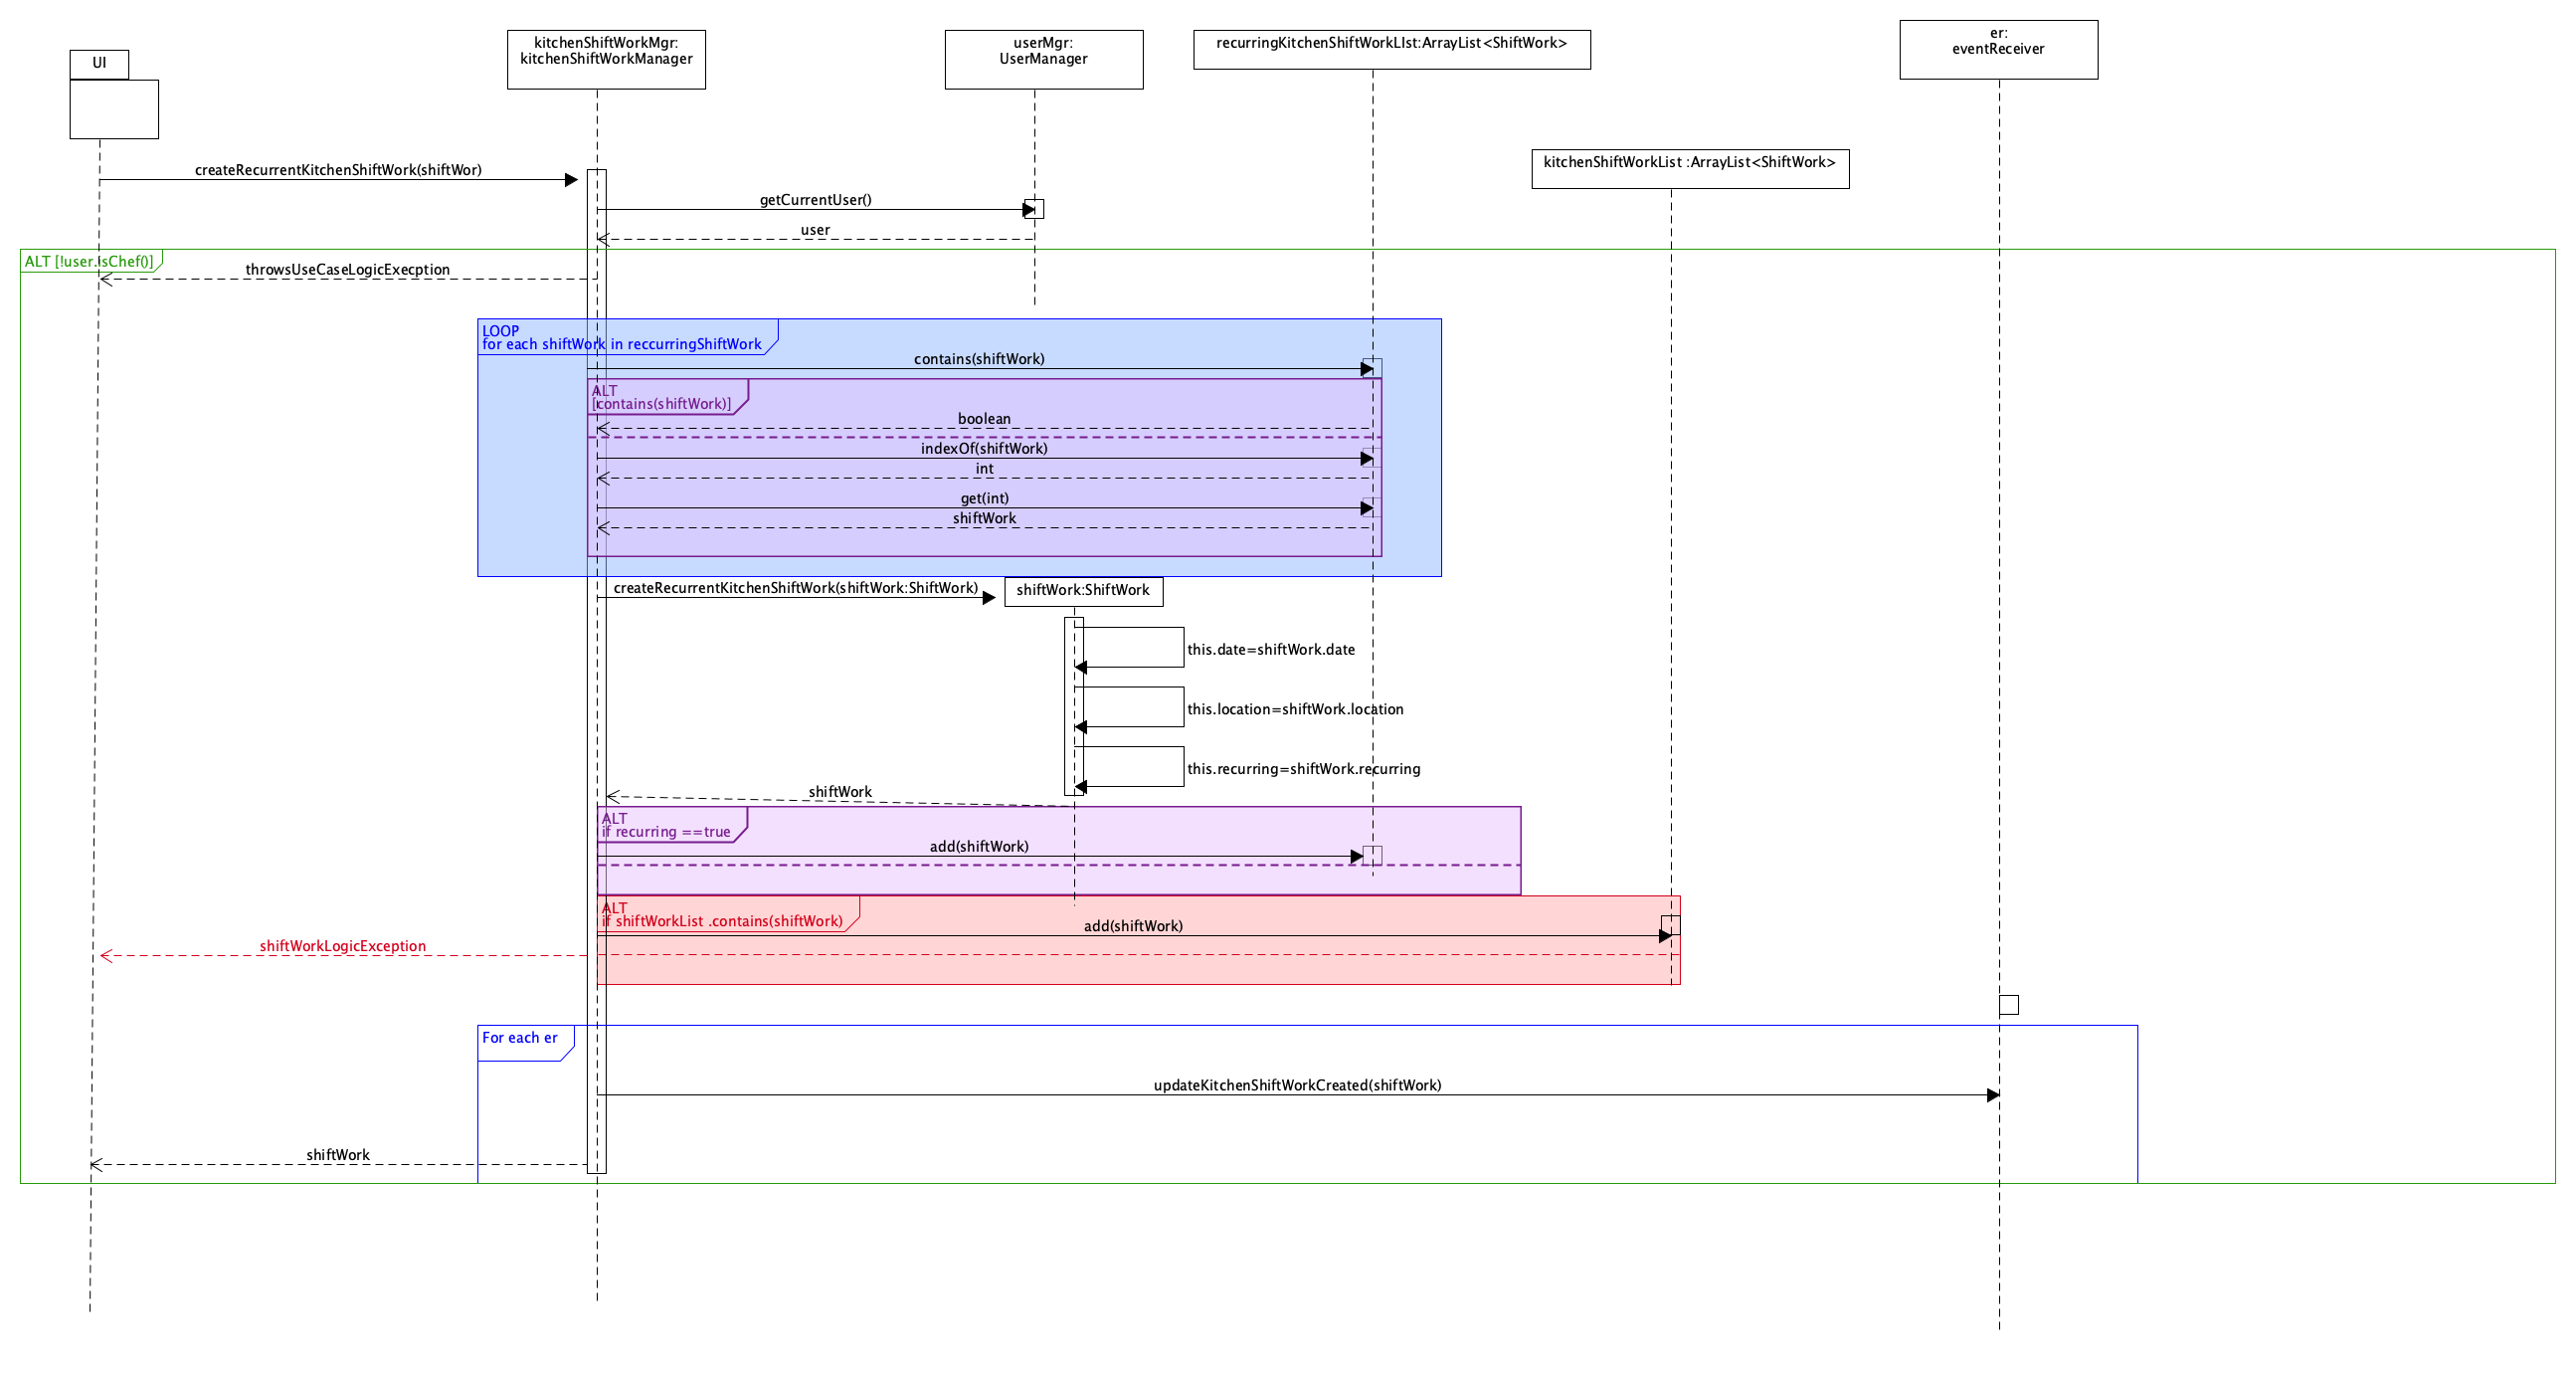 er:
eventReceiver
kitchenShiftWorkMgr:
kitchenShiftWorkManager
userMgr:
UserManager
recurringKitchenShiftWorkLIst:ArrayList<ShiftWork>
UI
kitchenShiftWorkList :ArrayList<ShiftWork>
createRecurrentKitchenShiftWork(shiftWor)
getCurrentUser()
user
ALT [!user.isChef()]
throwsUseCaseLogicExecption
LOOP
for each shiftWork in reccurringShiftWork
contains(shiftWork)
ALT
[contains(shiftWork)]
boolean
indexOf(shiftWork)
int
get(int)
shiftWork
createRecurrentKitchenShiftWork(shiftWork:ShiftWork)
shiftWork:ShiftWork
this.date=shiftWork.date
this.location=shiftWork.location
this.recurring=shiftWork.recurring
shiftWork
ALT
if recurring ==true
add(shiftWork)
ALT
if shiftWorkList .contains(shiftWork)
add(shiftWork)
shiftWorkLogicException
For each er
updateKitchenShiftWorkCreated(shiftWork)
shiftWork